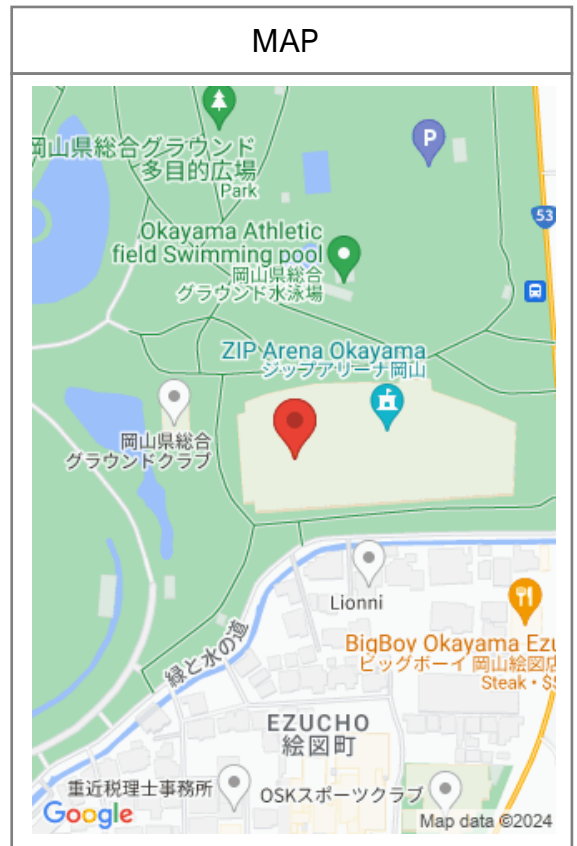 MAP
岡山県総合グラウンド
多目的広場
Park
P
53
Okayama Athletic
field Swimming pool
岡山県総合
グラウンド水泳場
ZIP Arena Okayama
ジップアリーナ岡山
岡山県総合
グラウンドクラブ
Lionni
BigBoy Okayama Ezu
ビッグボーイ 岡山絵図店
Steak • $$
緑と水の道
EZUCHO
絵図町
重近税理士事務所
OSKスポーツクラブ
Google
Map data ©2024